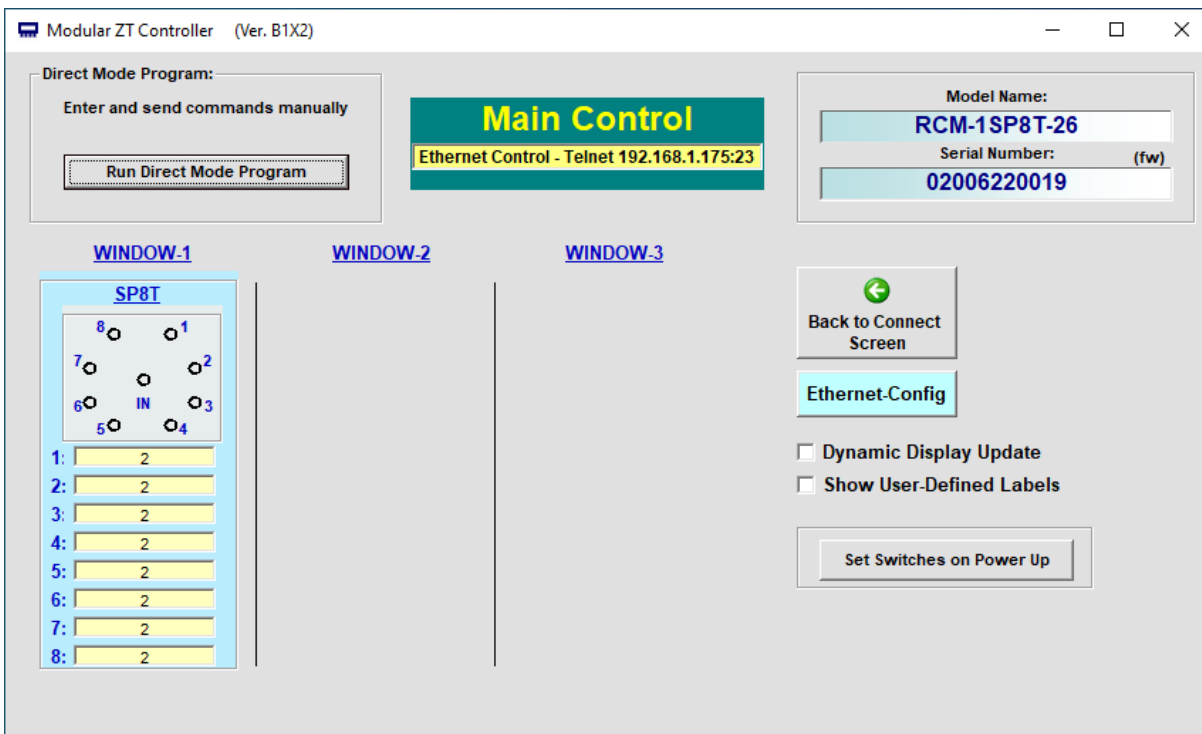 Modular ZT Controller (Ver. B1X2)
Direct Mode Program:
Enter and send commands manually
Run Direct Mode Program
Main Control
Ethernet Control - Telnet 192.168.1.175:23
Model Name:
RCM-1SP8T-26
Serial Number:
(fw)
02006220019
WINDOW-1
WINDOW-2
WINDOW-3
SP8T
8 1
7 2
6 IN 3
5 4
1: 2
2: 2
3: 2
4: 2
5: 2
6: 2
7: 2
8: 2
Back to Connect
Screen
Ethernet-Config
Dynamic Display Update
Show User-Defined Labels
Set Switches on Power Up